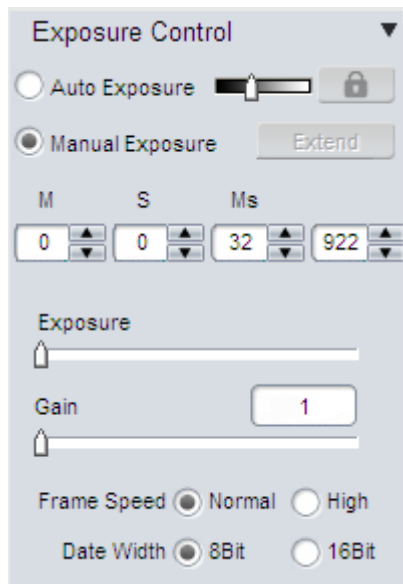 Exposure Control
Auto Exposure
Manual Exposure Extend
M S Ms
0 0 32 922
Exposure
Gain 1
Frame Speed Normal High
Date Width 8Bit 16Bit